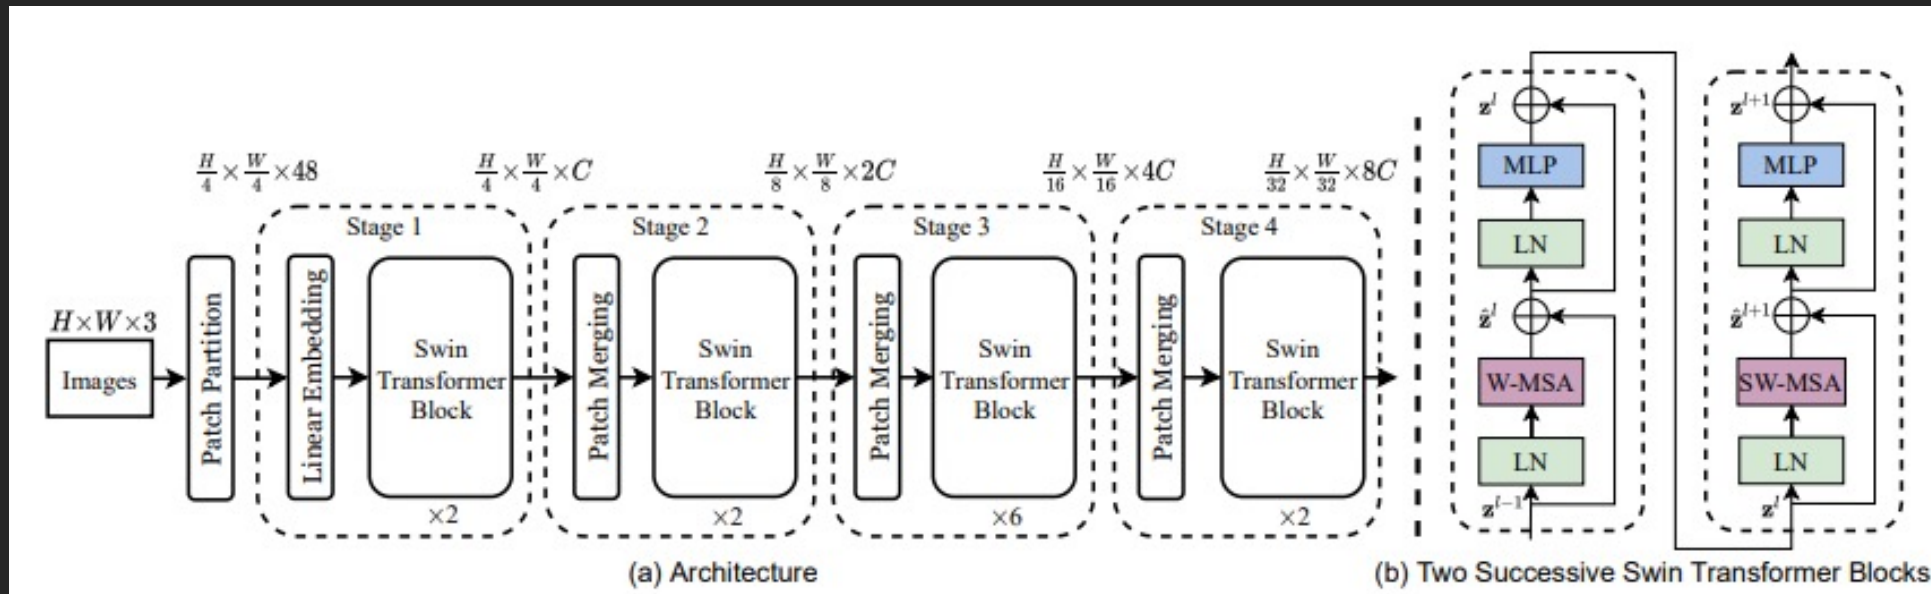 H/4 × W/4 × 48
H/4 × W/4 × C
H/8 × W/8 × 2C
H/16 × W/16 × 4C
H/32 × W/32 × 8C
H×W×3
Images
Patch Partition
Stage 1
Linear Embedding
Swin
Transformer
Block
×2
Stage 2
Patch Merging
Swin
Transformer
Block
×2
Stage 3
Patch Merging
Swin
Transformer
Block
×6
Stage 4
Patch Merging
Swin
Transformer
Block
×2
(a) Architecture
z^l
MLP
LN
ẑ^l
W-MSA
LN
z^{l-1}
z^{l+1}
MLP
LN
ẑ^{l+1}
SW-MSA
LN
z^l
(b) Two Successive Swin Transformer Blocks